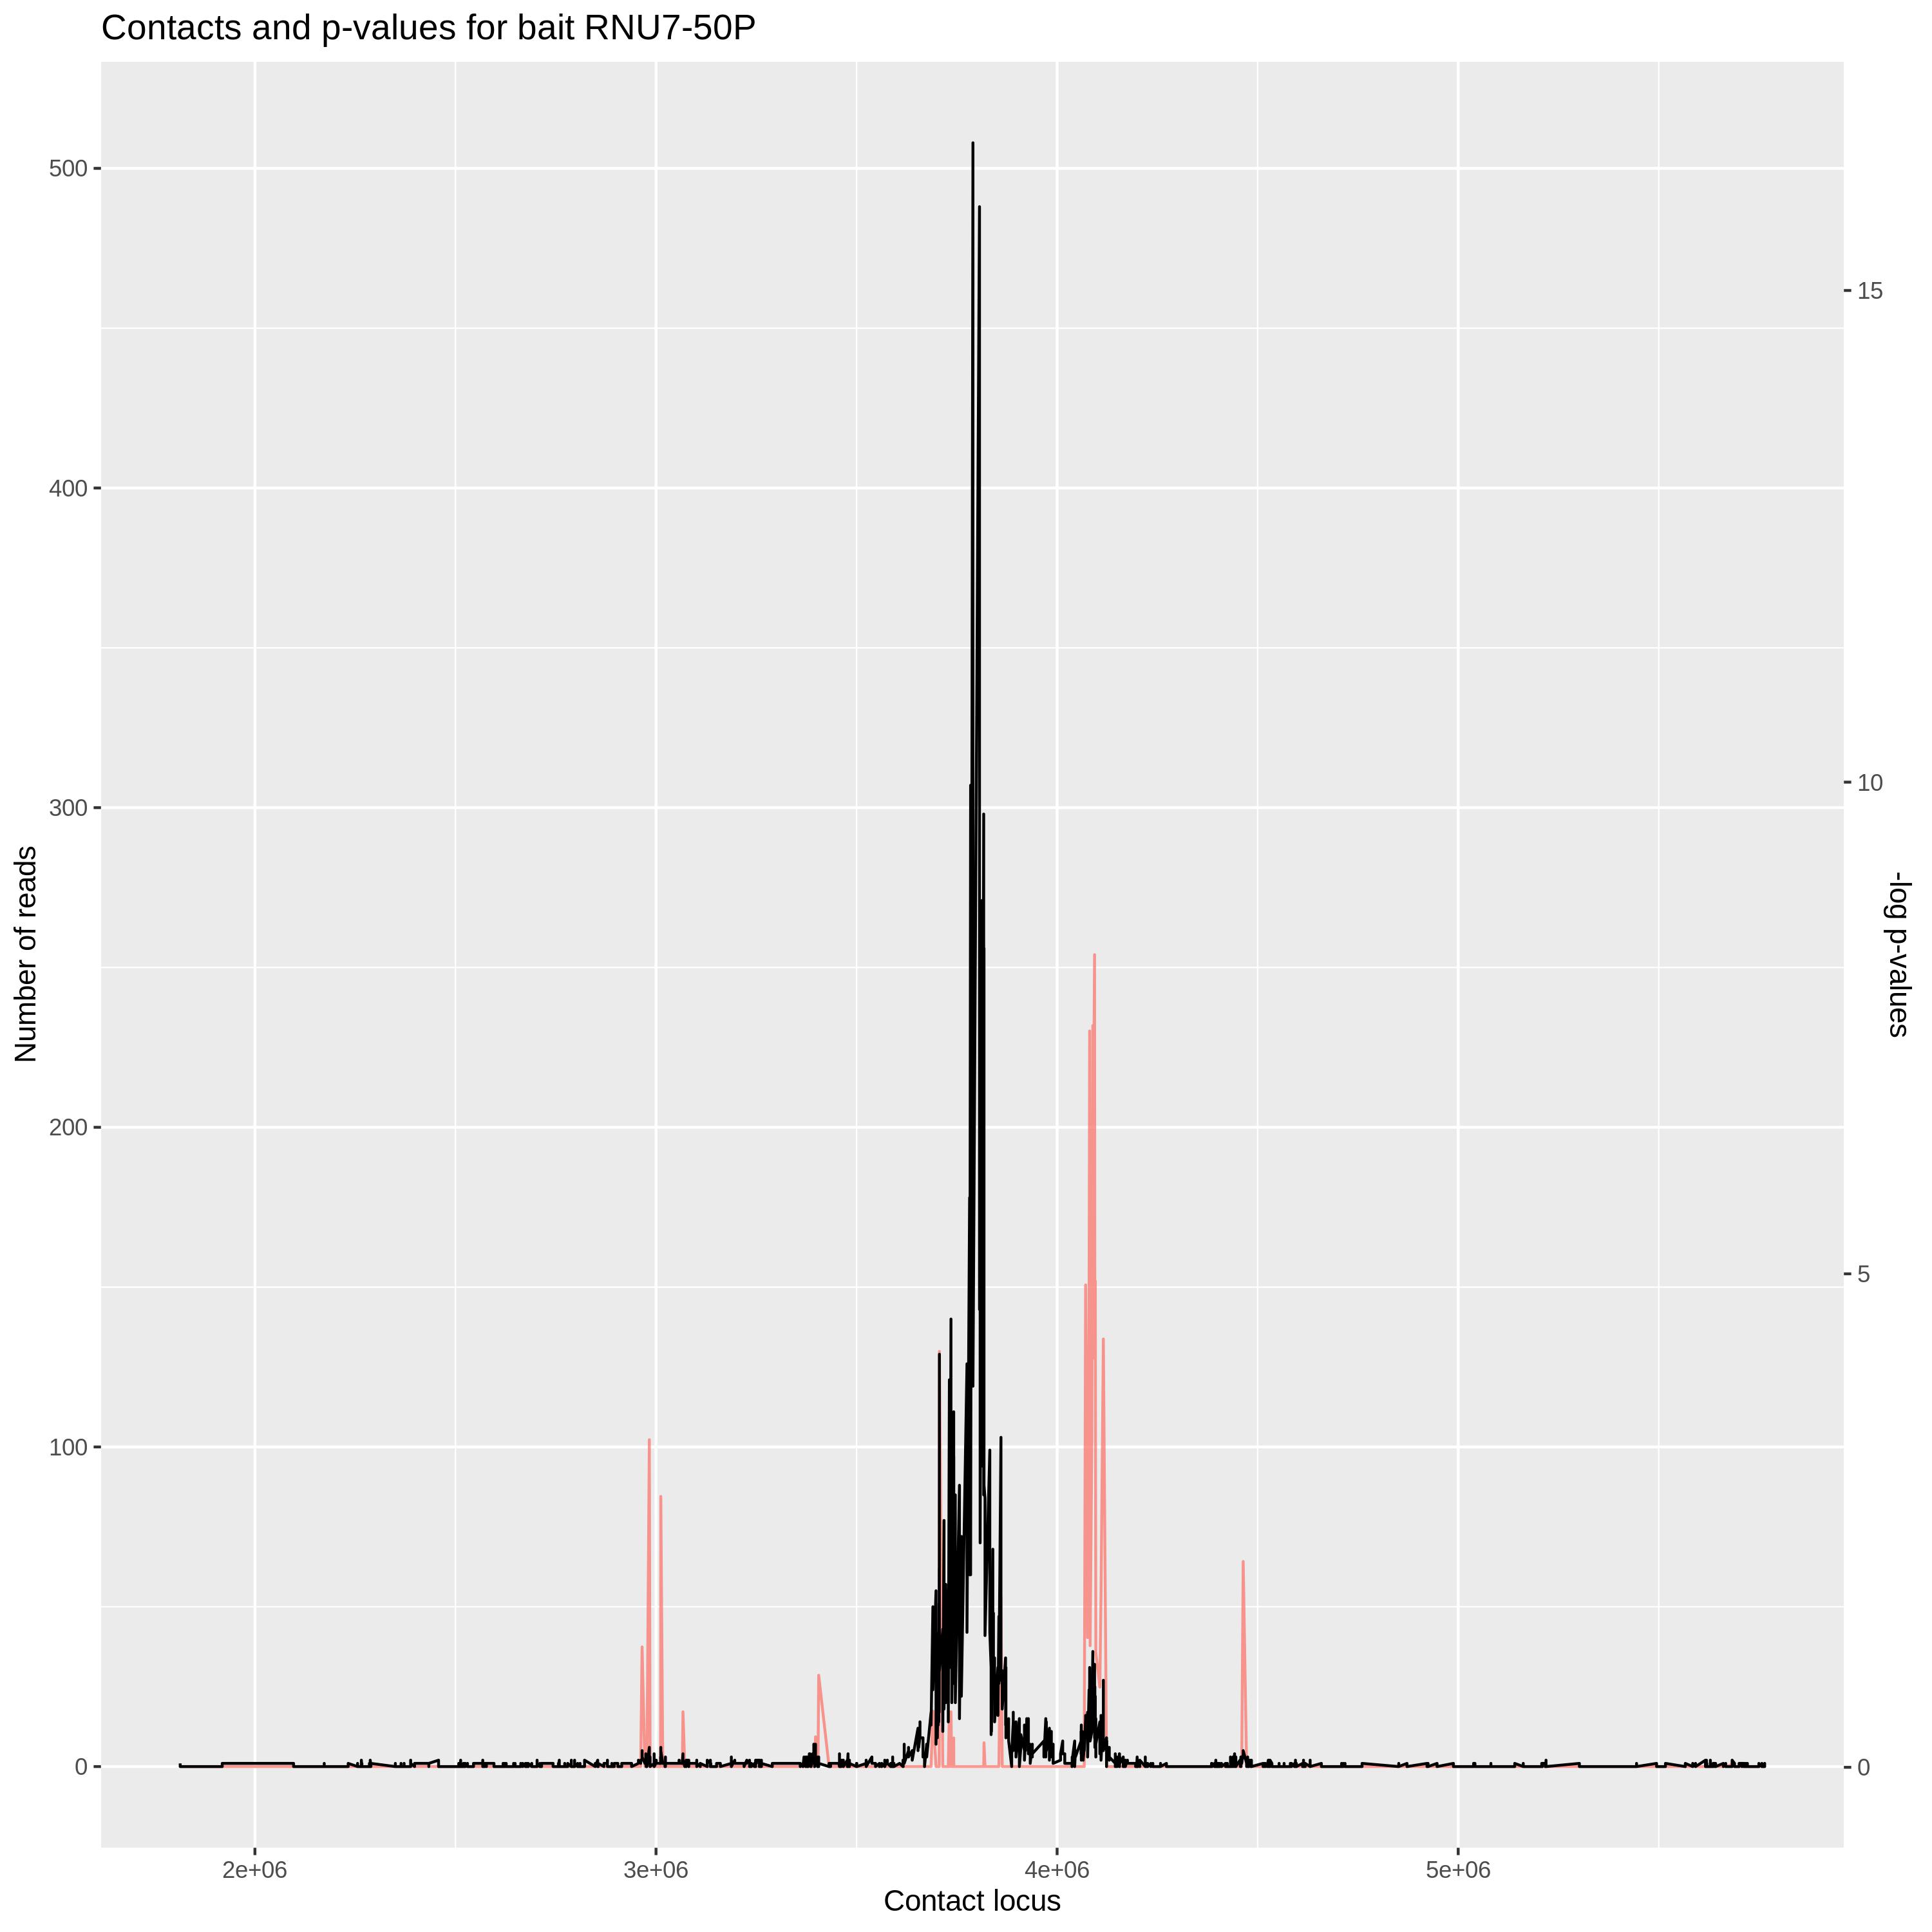 Contacts and p-values for bait RNU7-50P
500
400
300
200
100
0
Number of reads
15
10
5
0
-log p-values
2e+06 3e+06 4e+06 5e+06
Contact locus